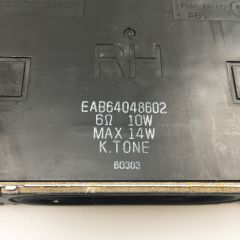 RH
EAB64048602
6Ω 10W
MAX 14W
K.TONE
60303